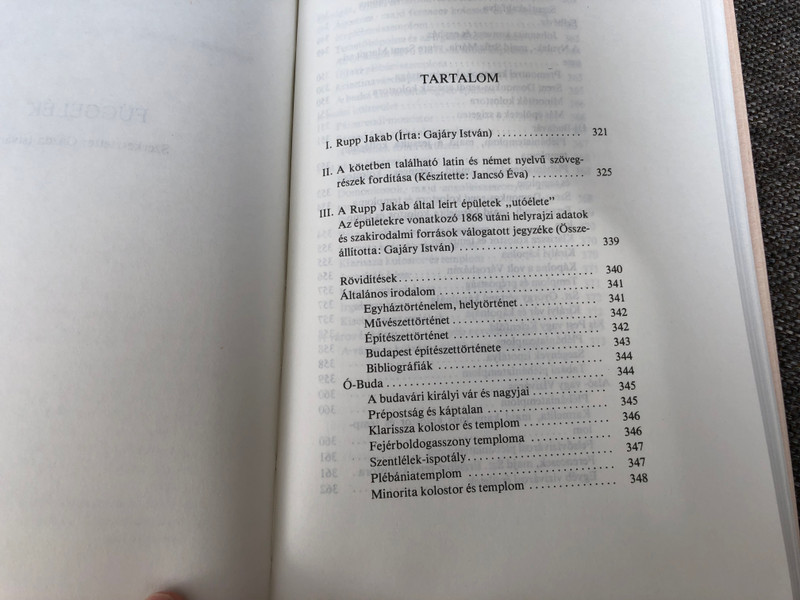 TARTALOM
I. Rupp Jakab (Írta: Gajáry István) . . . . . . . . . . . . . . . 321
II. A kötetben található latin és német nyelvű szöveg-
részek fordítása (Készítette: Jancsó Éva) . . . . . . . . . . 325
III. A Rupp Jakab által leírt épületek „utóélete”
Az épületekre vonatkozó 1868 utáni helyrajzi adatok
és szakirodalmi források válogatott jegyzéke (Össze-
állította: Gajáry István) . . . . . . . . . . . . . . . . . . . . 339
Rövidítések . . . . . . . . . . . . . . . . . . . . . . . . . . . 340
Általános irodalom . . . . . . . . . . . . . . . . . . . . . . . 341
Egyháztörténelem, helytörténet . . . . . . . . . . . . . . . 341
Művészettörténet . . . . . . . . . . . . . . . . . . . . . . . 342
Építészettörténet . . . . . . . . . . . . . . . . . . . . . . . 342
Budapest építészettörténete . . . . . . . . . . . . . . . . . 343
Bibliográfiák . . . . . . . . . . . . . . . . . . . . . . . . . 344
Ó-Buda . . . . . . . . . . . . . . . . . . . . . . . . . . . . . 344
A budavári királyi vár és nagyjai . . . . . . . . . . . . . . 345
Prépostság és káptalan . . . . . . . . . . . . . . . . . . . . 345
Klarissza kolostor és templom . . . . . . . . . . . . . . . 346
Fejérboldogasszony temploma . . . . . . . . . . . . . . . 346
Szentlélek-ispotály . . . . . . . . . . . . . . . . . . . . . . 347
Plébániatemplom . . . . . . . . . . . . . . . . . . . . . . . 347
Minorita kolostor és templom . . . . . . . . . . . . . . . 348